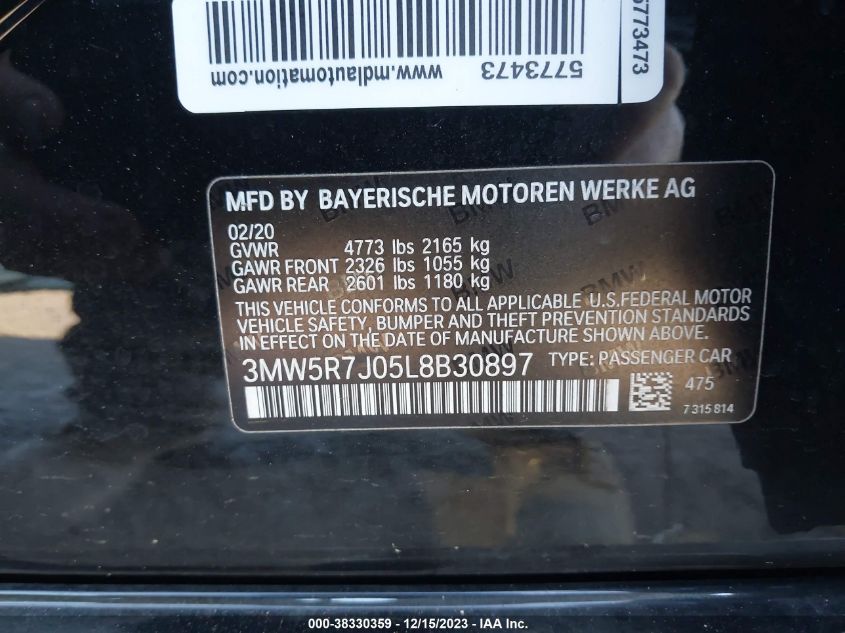 5773473
www.mdlautomation.com
5773473
MFD BY BAYERISCHE MOTOREN WERKE AG
02/20
GVWR 4773 lbs 2165 kg
GAWR FRONT 2326 lbs 1055 kg
GAWR REAR 2601 lbs 1180 kg
THIS VEHICLE CONFORMS TO ALL APPLICABLE U.S.FEDERAL MOTOR
VEHICLE SAFETY, BUMPER AND THEFT PREVENTION STANDARDS
IN EFFECT ON THE DATE OF MANUFACTURE SHOWN ABOVE.
3MW5R7J05L8B30897 TYPE: PASSENGER CAR
475
7315814
000-38330359 - 12/15/2023 - IAAI.COM